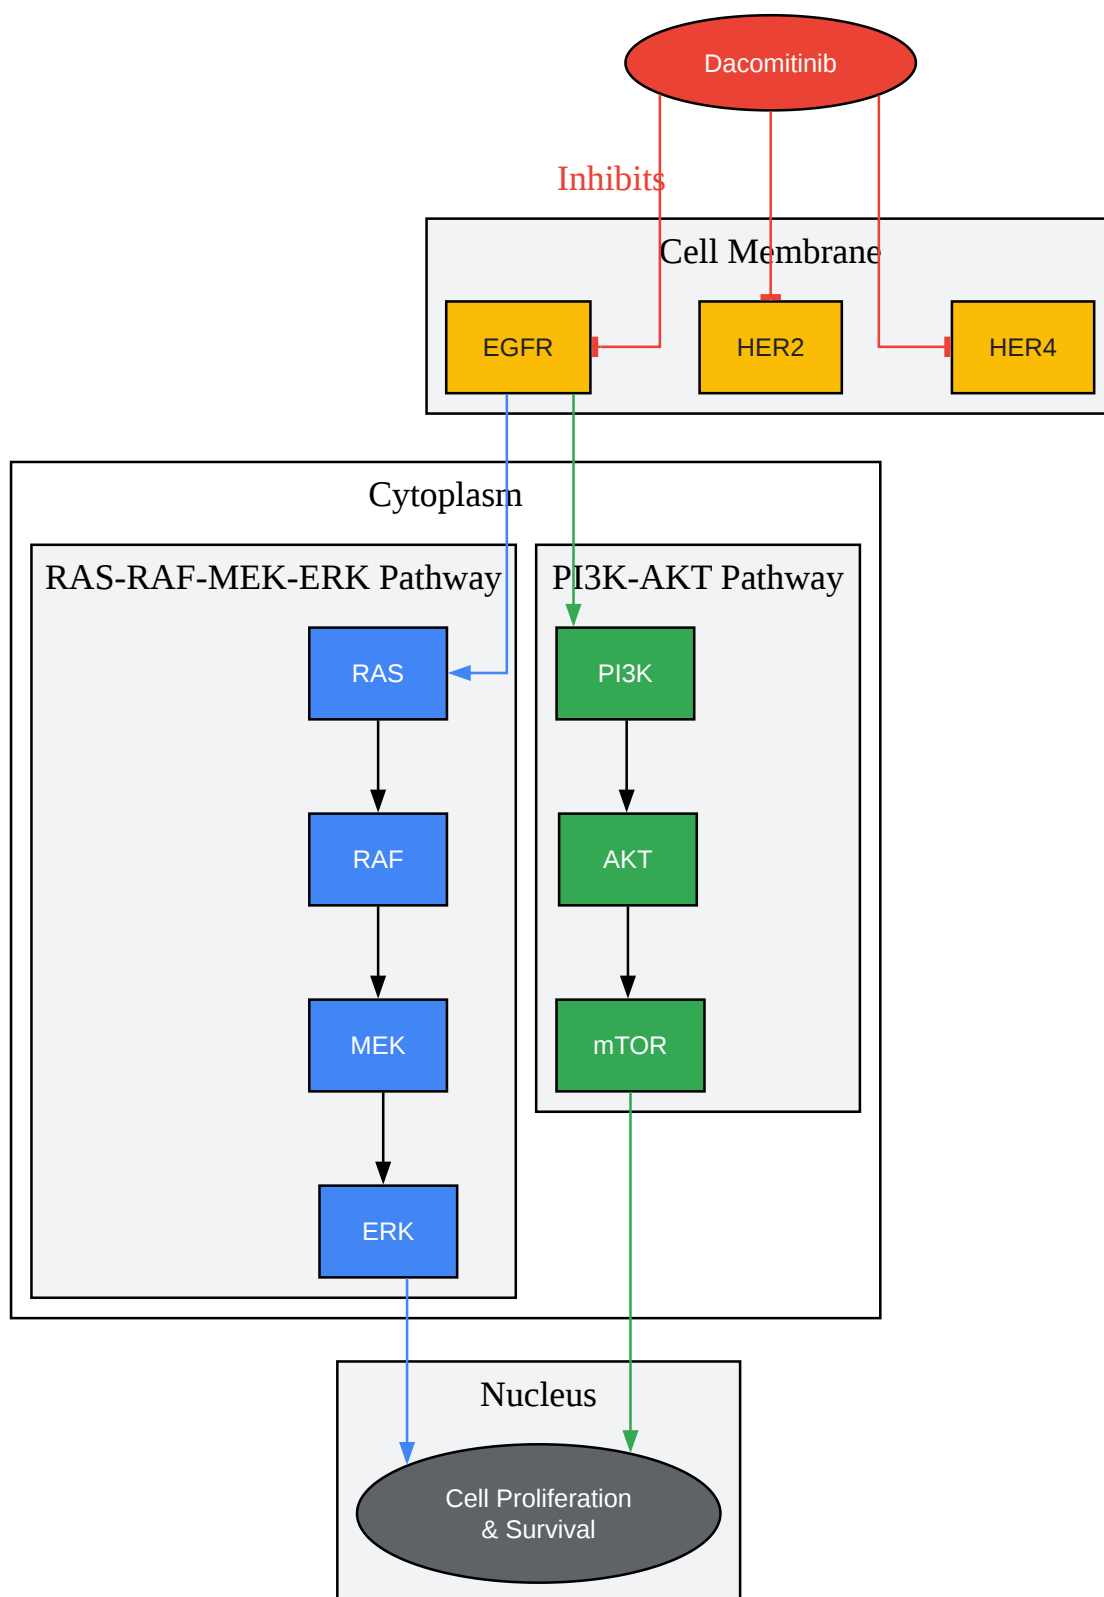 Dacomitinib
Inhibits
Cell Membrane
EGFR
HER2
HER4
Cytoplasm
RAS-RAF-MEK-ERK Pathway
PI3K-AKT Pathway
RAS
PI3K
RAF
AKT
MEK
mTOR
ERK
Nucleus
Cell Proliferation
& Survival